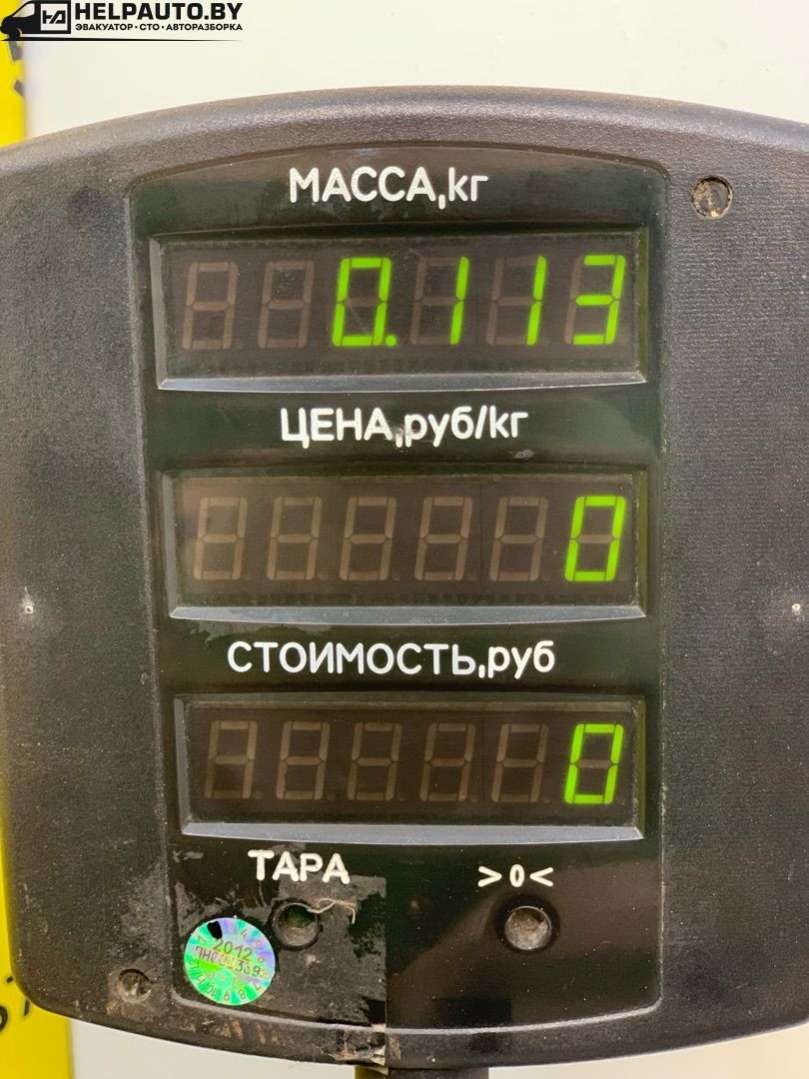 HELPAUTO.BY
ЭВАКУАТОР • СТО • АВТОРАЗБОРКА
МАССА,кг
0.113
ЦЕНА,руб/кг
0
СТОИМОСТЬ,руб
0
ТАРА
>0<
2012